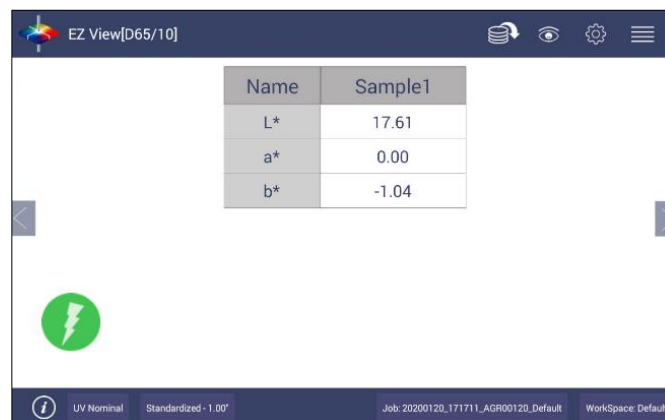 EZ View[D65/10]
Name Sample1
L* 17.61
a* 0.00
b* -1.04
i UV Nominal Standardized - 1.00" Job: 20200120_171711_AGR00120_Default WorkSpace: Defau